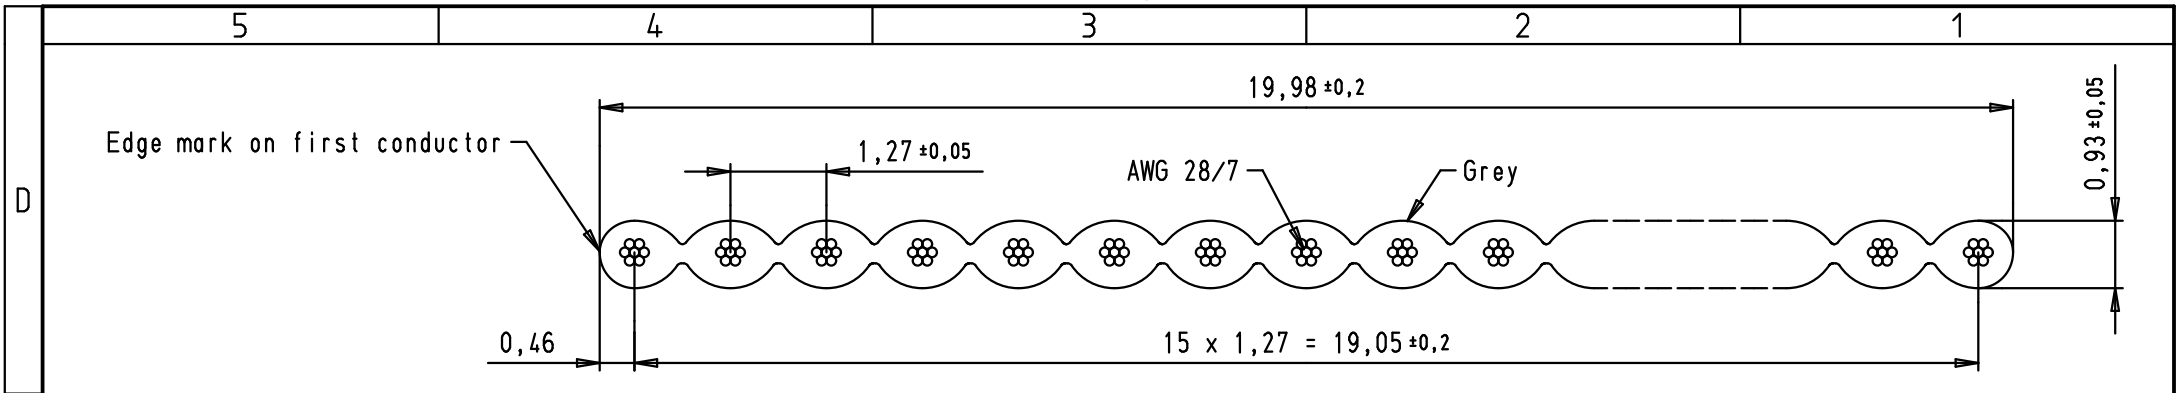 5 4 3 2 1
19,98 ±0,2
0,93 ±0,05
Edge mark on first conductor
1,27 ±0,05
AWG 28/7
Grey
D
0,46
15 x 1,27 = 19,05 ±0,2